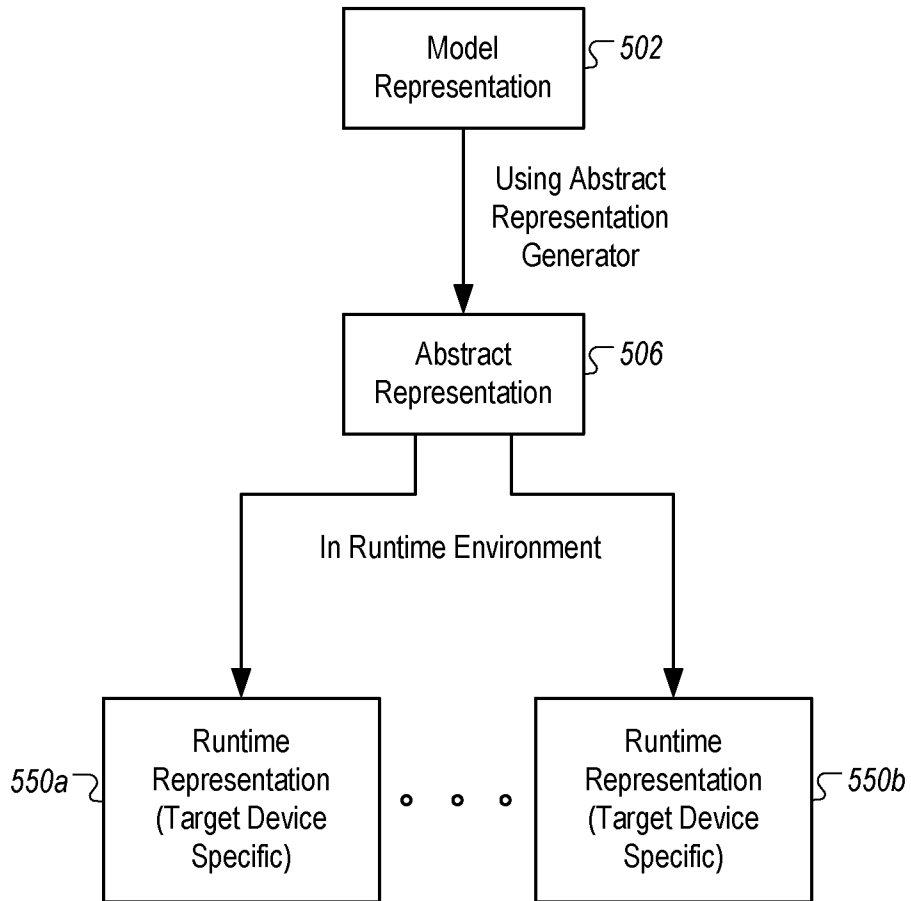 Model
Representation
502
Using Abstract
Representation
Generator
Abstract
Representation
506
In Runtime Environment
Runtime
Representation
(Target Device
Specific)
550a
Runtime
Representation
(Target Device
Specific)
550b